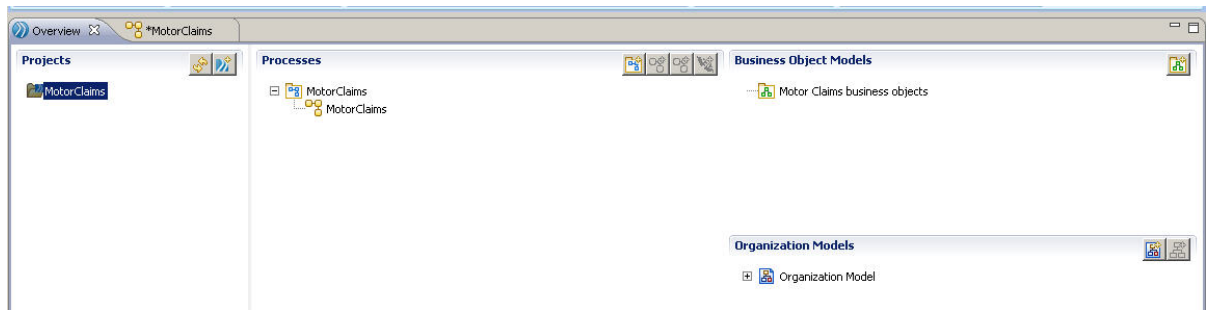 Overview *MotorClaims
Projects
MotorClaims
Processes
MotorClaims
MotorClaims
Business Object Models
Motor Claims business objects
Organization Models
Organization Model